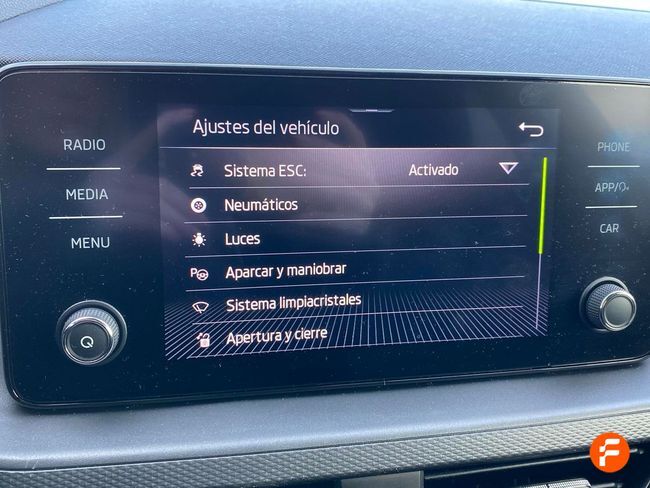 Ajustes del vehículo
RADIO
MEDIA
MENU
Sistema ESC: Activado
Neumáticos
Luces
Aparcar y maniobrar
Sistema limpiacristales
Apertura y cierre
PHONE
APP/
CAR